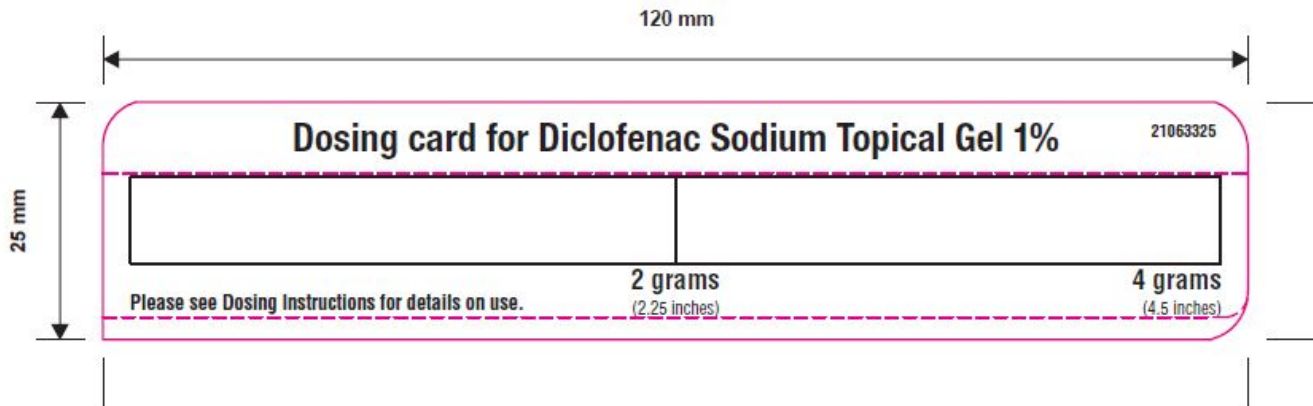 120 mm
Dosing card for Diclofenac Sodium Topical Gel 1%
21063325
25 mm
2 grams
4 grams
Please see Dosing Instructions for details on use.
(2.25 inches)
(4.5 inches)